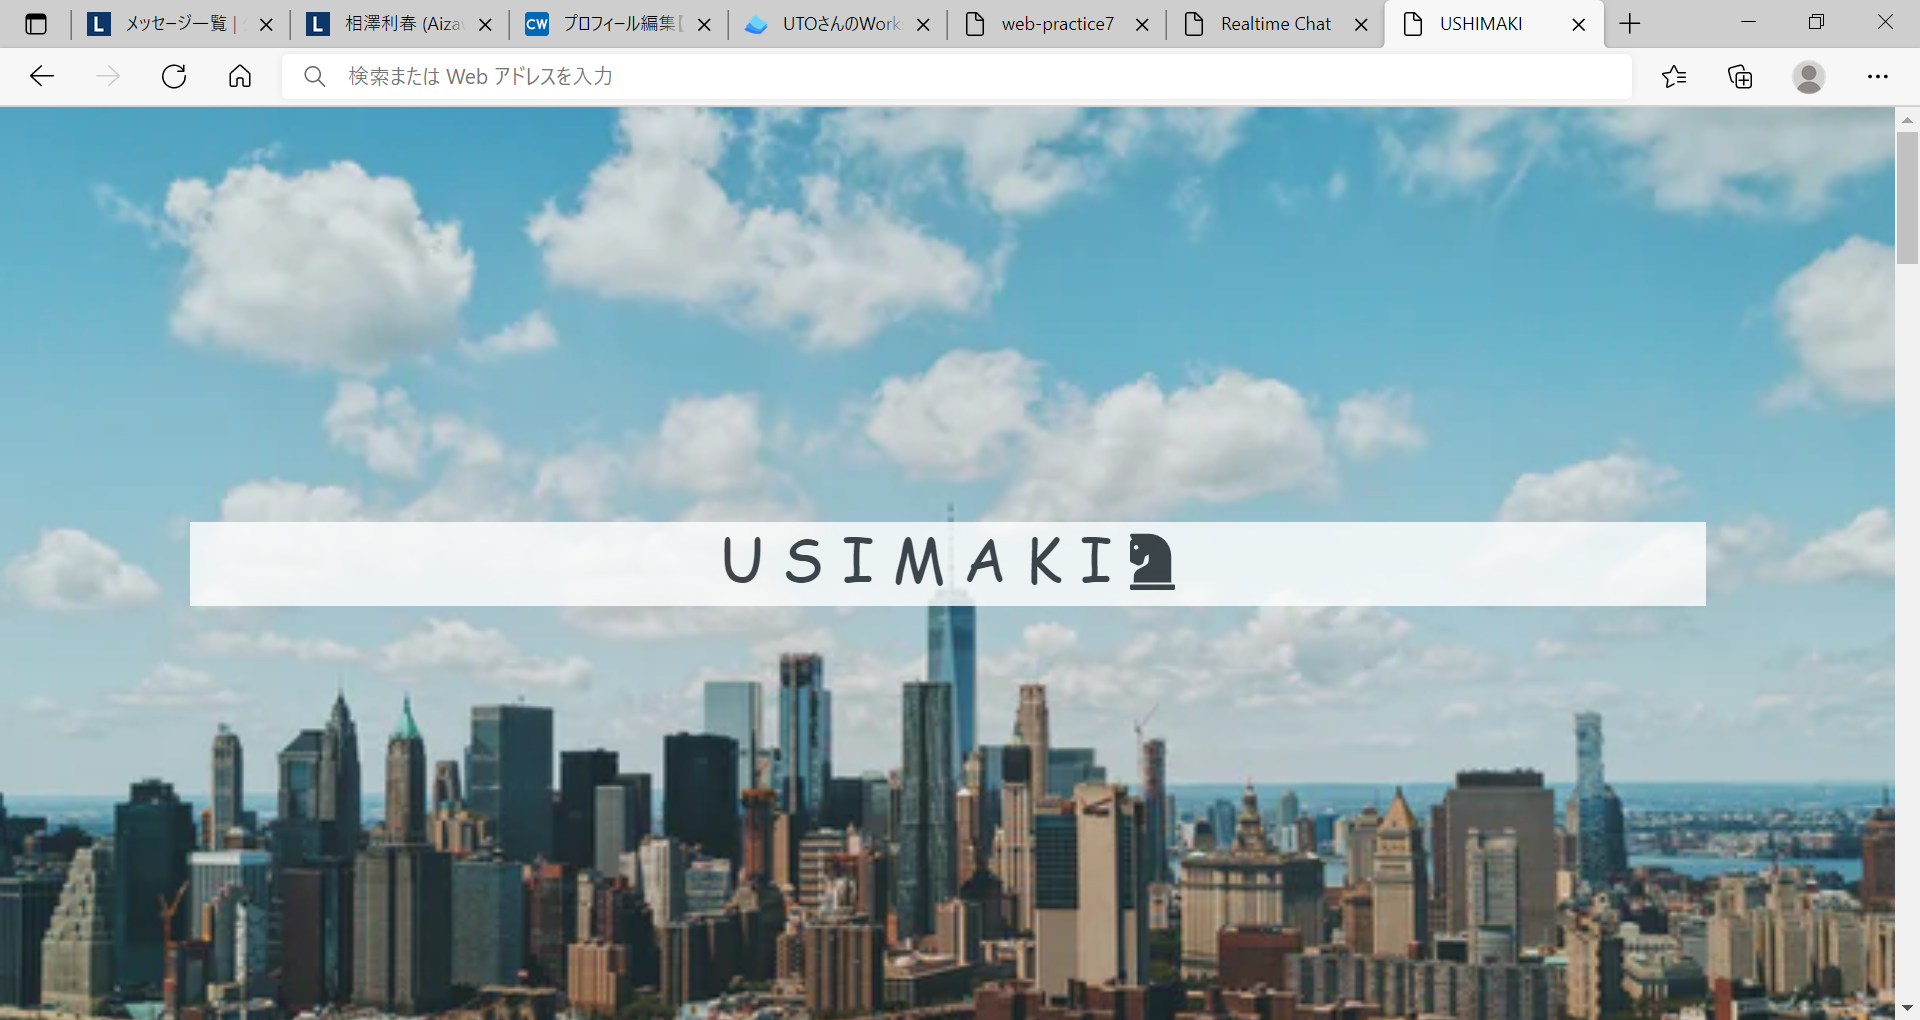 メッセージ一覧 |
相澤利春 (Aiza
CW
プロフィール編集
UTOさんのWork
web-practice7
Realtime Chat
USHIMAKI
検索または Web アドレスを入力
USIMAKI